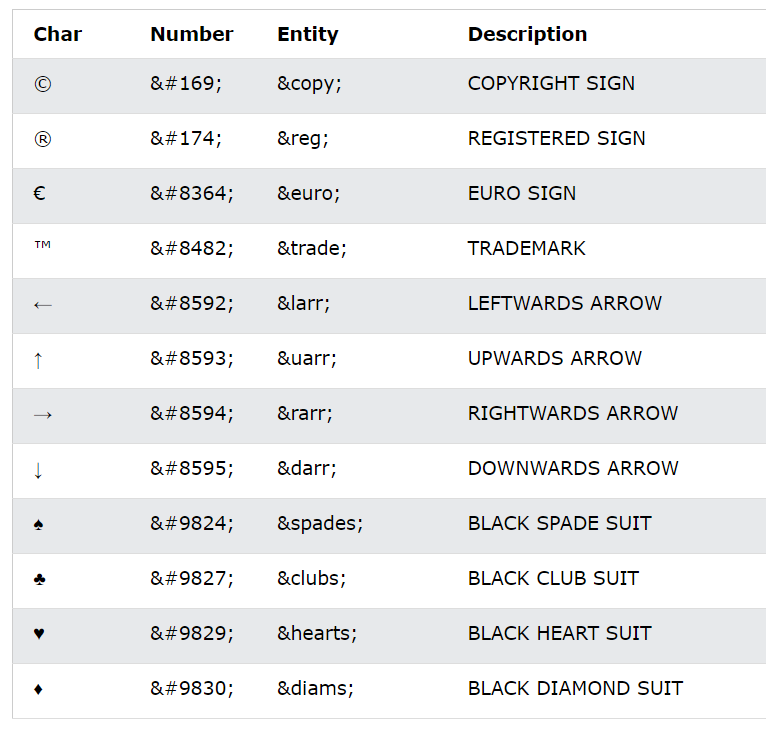 Char Number Entity Description
© &#169; &copy; COPYRIGHT SIGN
® &#174; &reg; REGISTERED SIGN
€ &#8364; &euro; EURO SIGN
™ &#8482; &trade; TRADEMARK
← &#8592; &larr; LEFTWARDS ARROW
↑ &#8593; &uarr; UPWARDS ARROW
→ &#8594; &rarr; RIGHTWARDS ARROW
↓ &#8595; &darr; DOWNWARDS ARROW
♠ &#9824; &spades; BLACK SPADE SUIT
♣ &#9827; &clubs; BLACK CLUB SUIT
♥ &#9829; &hearts; BLACK HEART SUIT
♦ &#9830; &diams; BLACK DIAMOND SUIT